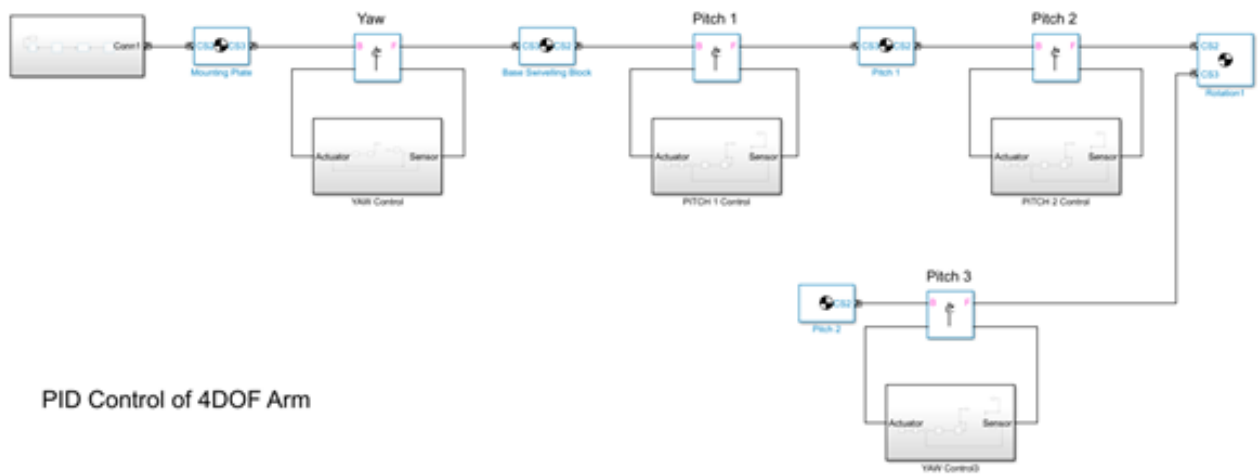 Yaw
Pitch 1
Pitch 2
Conn1
CS2 CS3
B F
CS3 CS2
B F
CS3 CS2
B F
CS2
CS3
Mounting Plate
Base Swivelling Block
Pitch 1
Rotation1
Actuator Sensor
Actuator Sensor
Actuator Sensor
YAW Control
PITCH 1 Control
PITCH 2 Control
Pitch 3
CS2
B F
Pitch 2
PID Control of 4DOF Arm
Actuator Sensor
YAW Control3